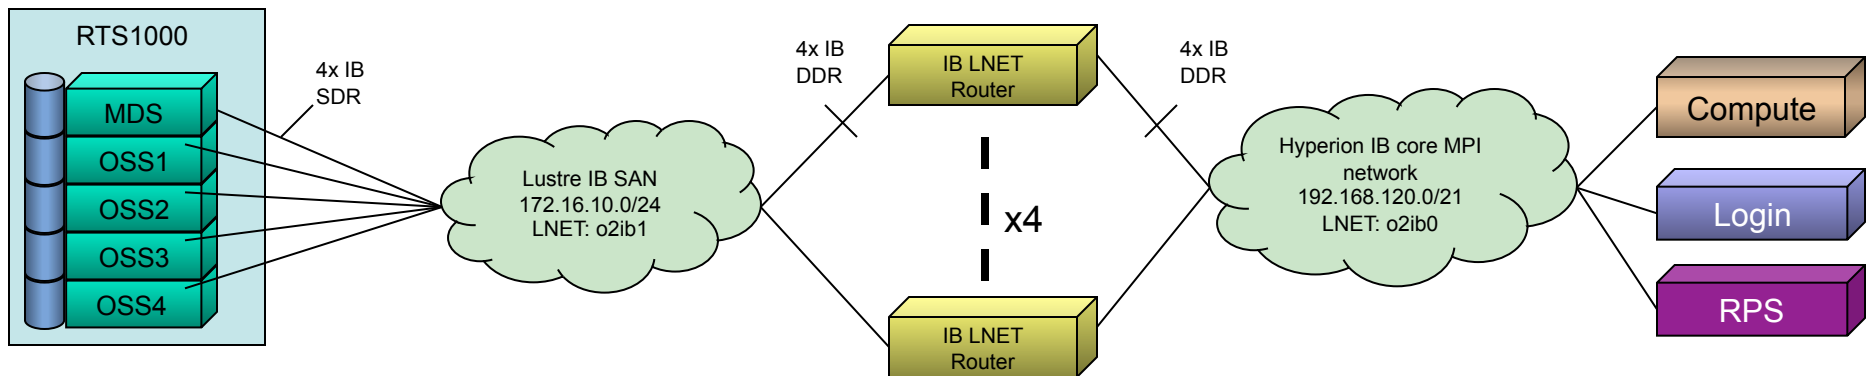 RTS1000
MDS
OSS1
OSS2
OSS3
OSS4
4x IB
SDR
Lustre IB SAN
172.16.10.0/24
LNET: o2ib1
4x IB
DDR
IB LNET
Router
x4
IB LNET
Router
4x IB
DDR
Hyperion IB core MPI
network
192.168.120.0/21
LNET: o2ib0
Compute
Login
RPS